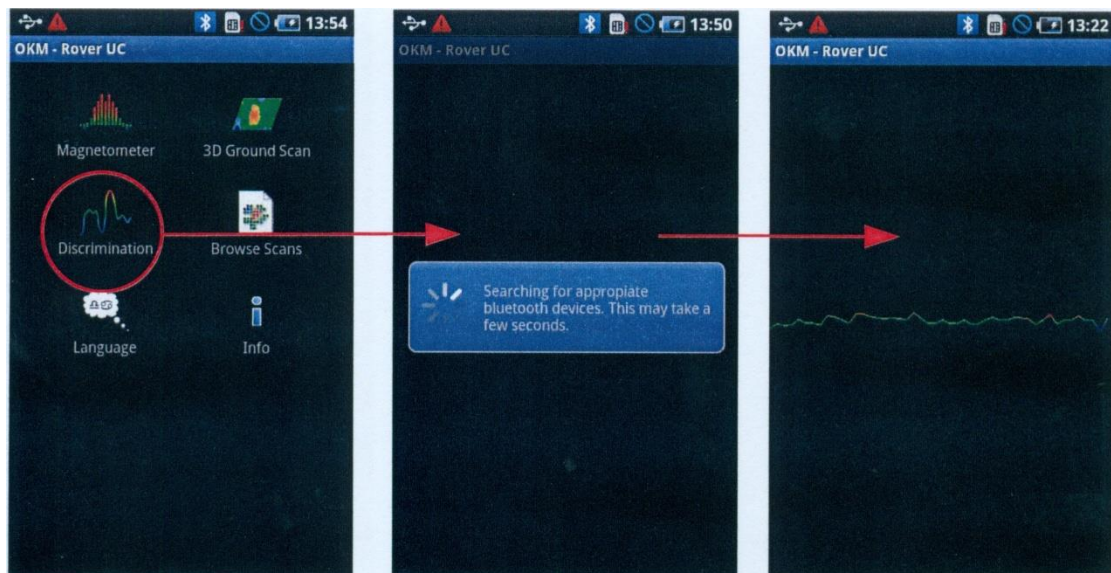 13:54
OKM - Rover UC
Magnetometer
3D Ground Scan
Discrimination
Browse Scans
Language
Info
13:50
OKM - Rover UC
Searching for appropiate
bluetooth devices. This may take a
few seconds.
13:22
OKM - Rover UC